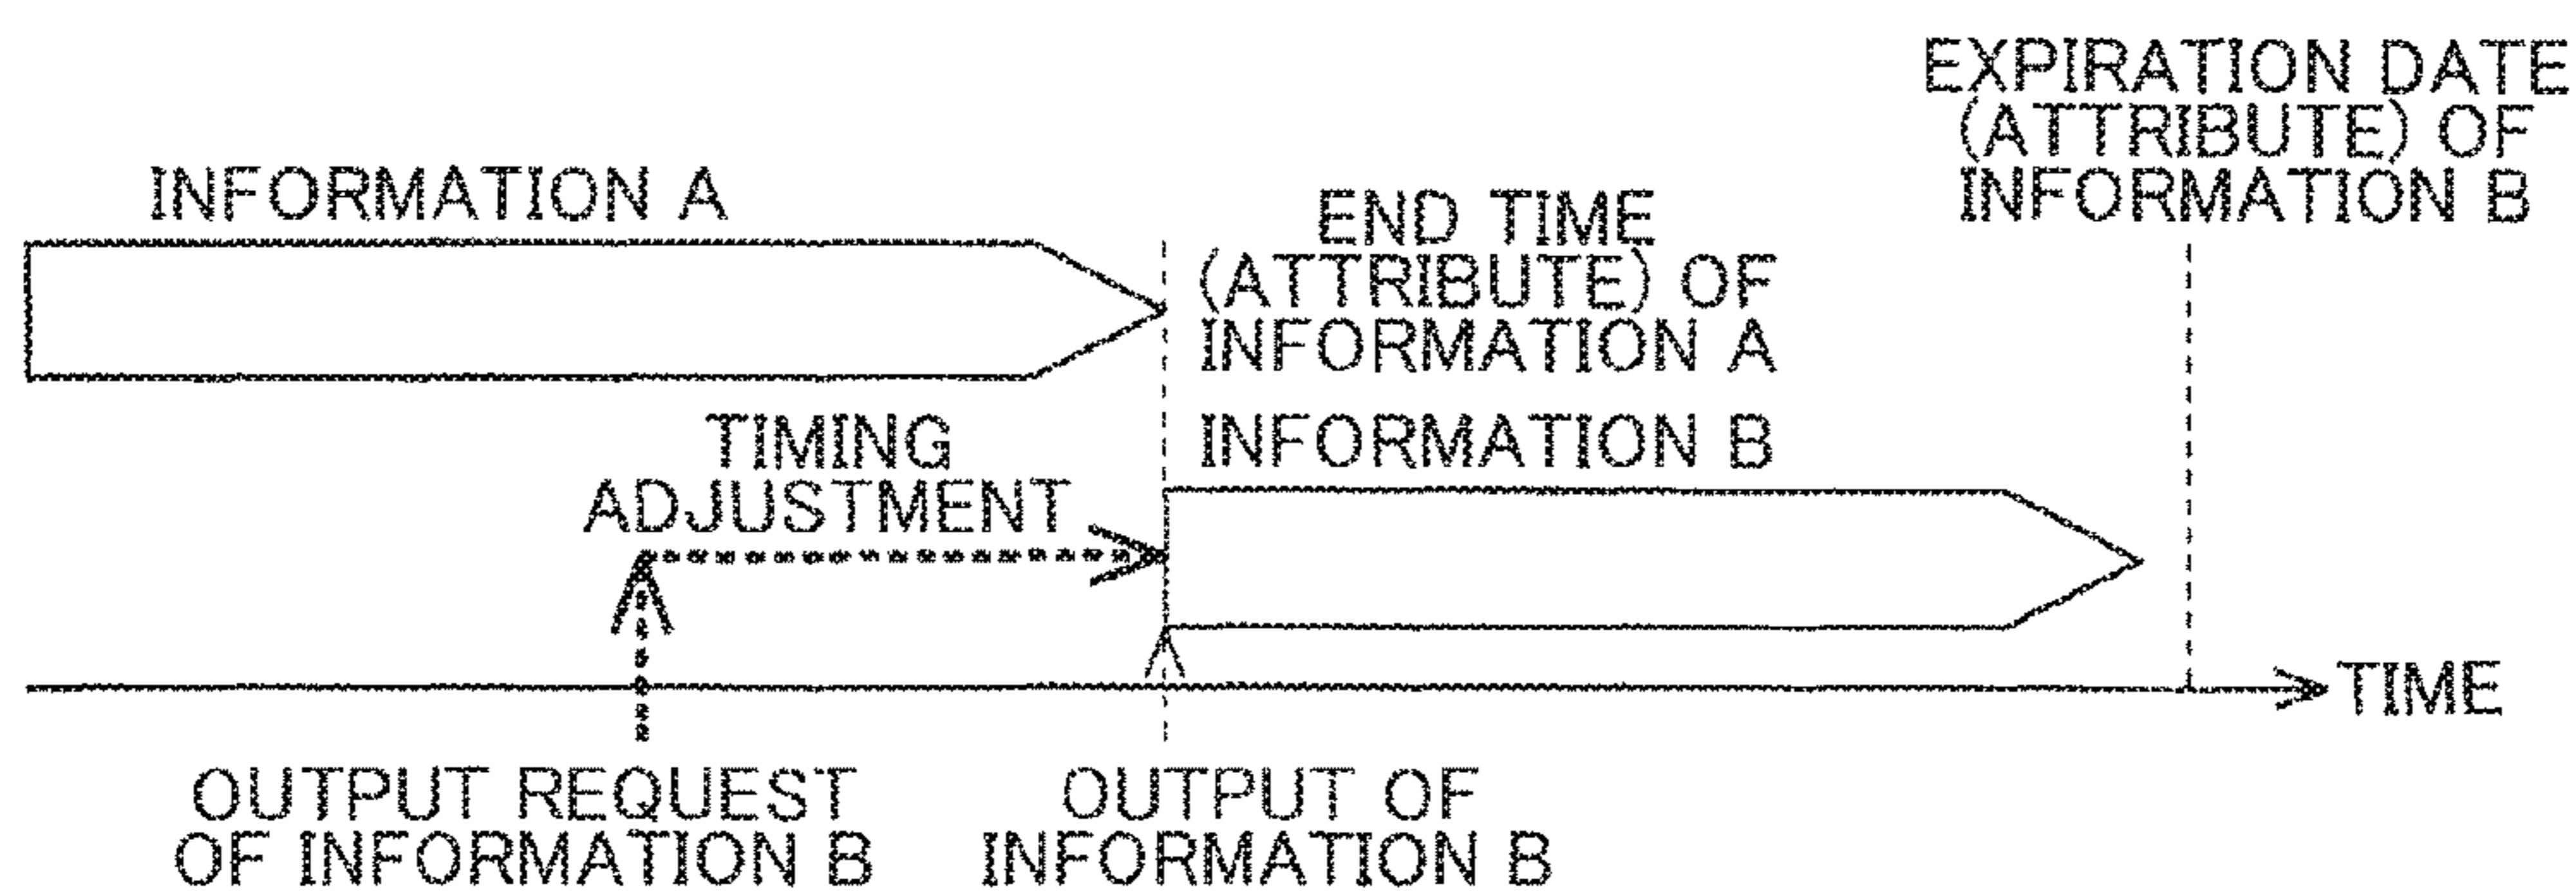 EXPIRATION DATE
(ATTRIBUTE) OF
INFORMATION B
INFORMATION A
END TIME
(ATTRIBUTE) OF
INFORMATION A
TIMING
ADJUSTMENT
INFORMATION B
TIME
OUTPUT REQUEST
OF INFORMATION B
OUTPUT OF
INFORMATION B